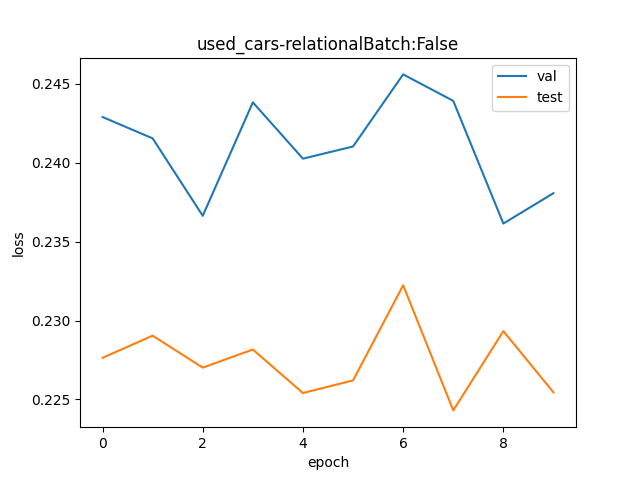 used_cars-relationalBatch:False
val
test
loss
0.245
0.240
0.235
0.230
0.225
0 2 4 6 8
epoch